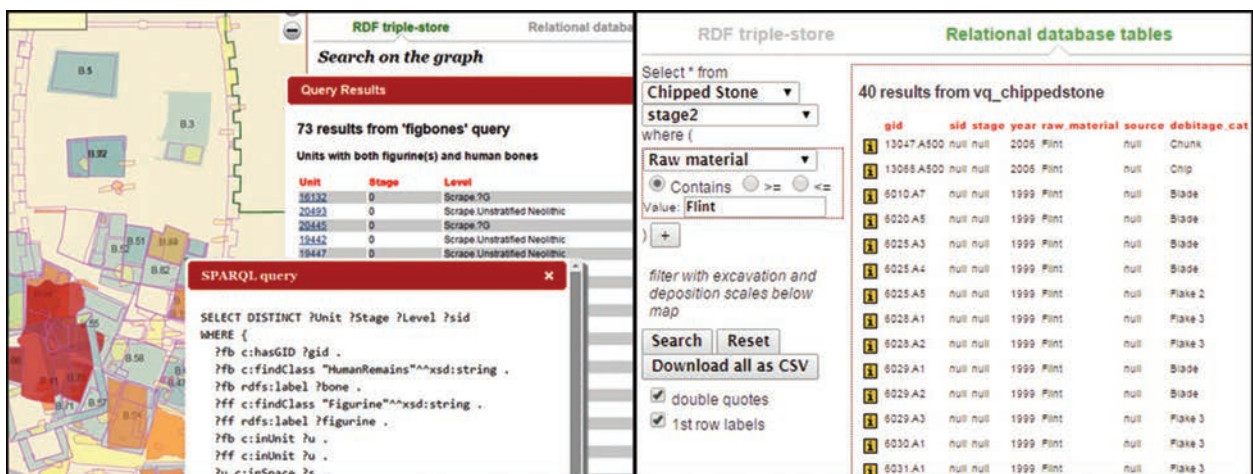 B.5
B.3
B.52
B.51
B.82
B.58
B.71
B.57
RDF triple-store Relational databa
Search on the graph
Query Results
73 results from 'figbones' query
Units with both figurine(s) and human bones
Unit Stage Level
16132 0 Scrape.?G
20493 0 Scrape.Unstratified Neolithic
20445 0 Scrape.?G
19442 0 Scrape.Unstratified Neolithic
19447 0 Scrape.Unstratified Neolithic
SPARQL query ×
SELECT DISTINCT ?Unit ?Stage ?Level ?sid
WHERE {
?fb c:hasGID ?gid .
?fb c:findClass "HumanRemains"^^xsd:string .
?fb rdfs:label ?bone .
?ff c:findClass "Figurine"^^xsd:string .
?ff rdfs:label ?figurine .
?fb c:inUnit ?u .
?ff c:inUnit ?u .
?u c:inSpace ?s .
RDF triple-store Relational database tables
Select * from
Chipped Stone
stage2
where (
Raw material
Contains >= <=
Value: Flint
) +
filter with excavation and
deposition scales below
map
Search Reset
Download all as CSV
double quotes
1st row labels
40 results from vq_chippedstone
gid sid stage year raw_material source debitage_cat
13047.A500 null null 2006 Flint null Chunk
13065.A500 null null 2006 Flint null Chip
6010.A7 null null 1999 Flint null Blade
6020.A5 null null 1999 Flint null Blade
6025.A3 null null 1999 Flint null Blade
6025.A4 null null 1999 Flint null Blade
6025.A5 null null 1999 Flint null Flake 2
6028.A1 null null 1999 Flint null Flake 3
6028.A2 null null 1999 Flint null Flake 3
6029.A1 null null 1999 Flint null Blade
6029.A2 null null 1999 Flint null Blade
6029.A3 null null 1999 Flint null Flake 3
6030.A1 null null 1999 Flint null Flake 3
6031.A1 null null 1999 Flint null Flake 3